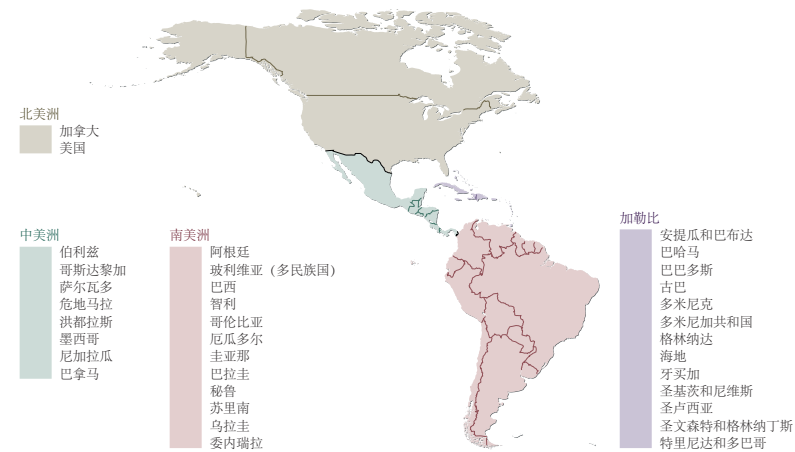 北美洲
加拿大
美国
中美洲
伯利兹
哥斯达黎加
萨尔瓦多
危地马拉
洪都拉斯
墨西哥
尼加拉瓜
巴拿马
南美洲
阿根廷
玻利维亚 (多民族国)
巴西
智利
哥伦比亚
厄瓜多尔
圭亚那
巴拉圭
秘鲁
苏里南
乌拉圭
委内瑞拉
加勒比
安提瓜和巴布达
巴哈马
巴巴多斯
古巴
多米尼克
多米尼加共和国
格林纳达
海地
牙买加
圣基茨和尼维斯
圣卢西亚
圣文森特和格林纳丁斯
特里尼达和多巴哥